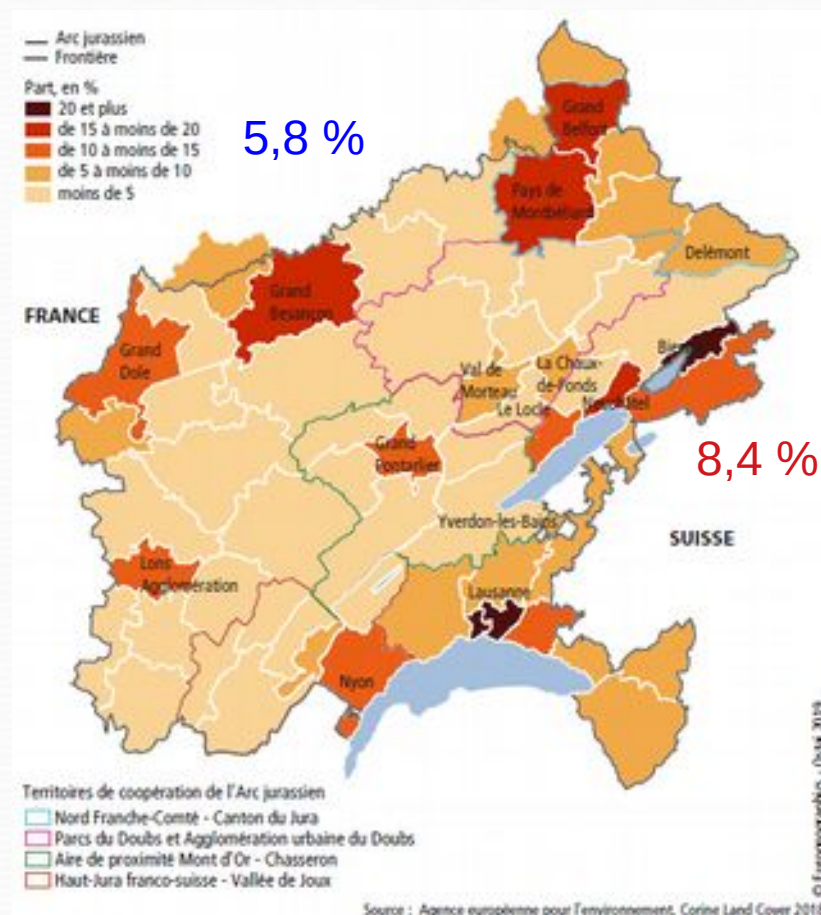 Arc jurassien
Frontière
Part, en %
20 et plus
de 15 à moins de 20
de 10 à moins de 15
de 5 à moins de 10
moins de 5
5,8 %
Grand
Belfort
Pays de
Montbéliard
Delémont
FRANCE
Grand
Besançon
Grand
Dole
Val de
Morteau
La Chaux-
de-Fonds
Le Locle
Neuchâtel
Grand
Pontarlier
8,4 %
Yverdon-les-Bains
SUISSE
Lons
Agglomération
Lausanne
Nyon
Territoires de coopération de l'Arc jurassien
Nord Franche-Comté - Canton du Jura
Parcs du Doubs et Agglomération urbaine du Doubs
Aire de proximité Mont d'Or - Chasseron
Haut-Jura franco-suisse - Vallée de Joux
Source : Agence européenne pour l'environnement, Corine Land Cover 2018